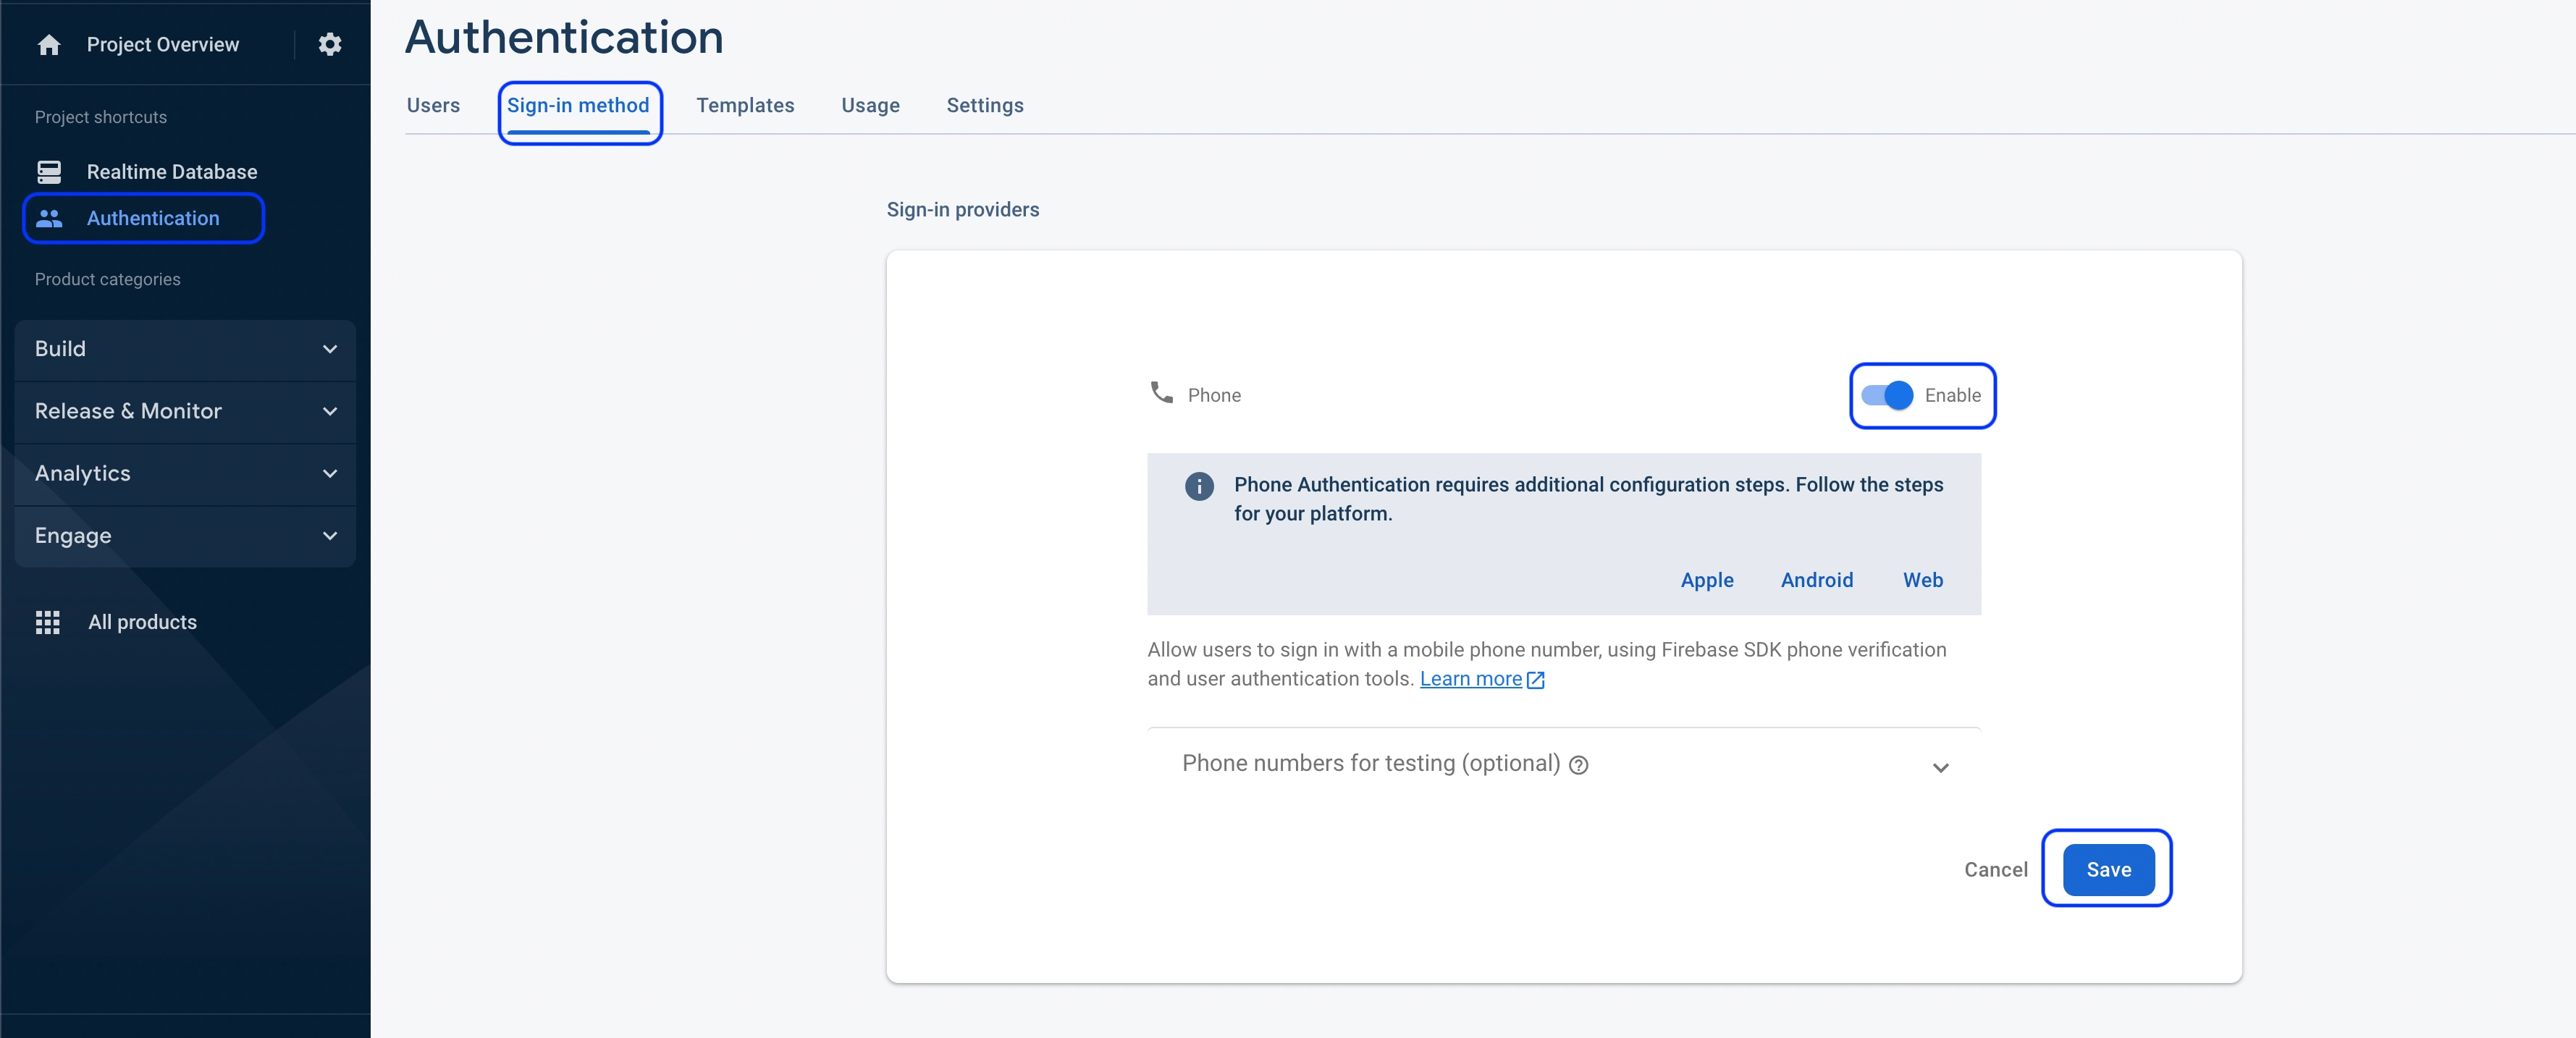 Project Overview
Project shortcuts
Realtime Database
Authentication
Product categories
Build
Release & Monitor
Analytics
Engage
All products
Authentication
Users Sign-in method Templates Usage Settings
Sign-in providers
Phone
Enable
Phone Authentication requires additional configuration steps. Follow the steps
for your platform.
Apple Android Web
Allow users to sign in with a mobile phone number, using Firebase SDK phone verification
and user authentication tools. Learn more
Phone numbers for testing (optional)
Cancel Save